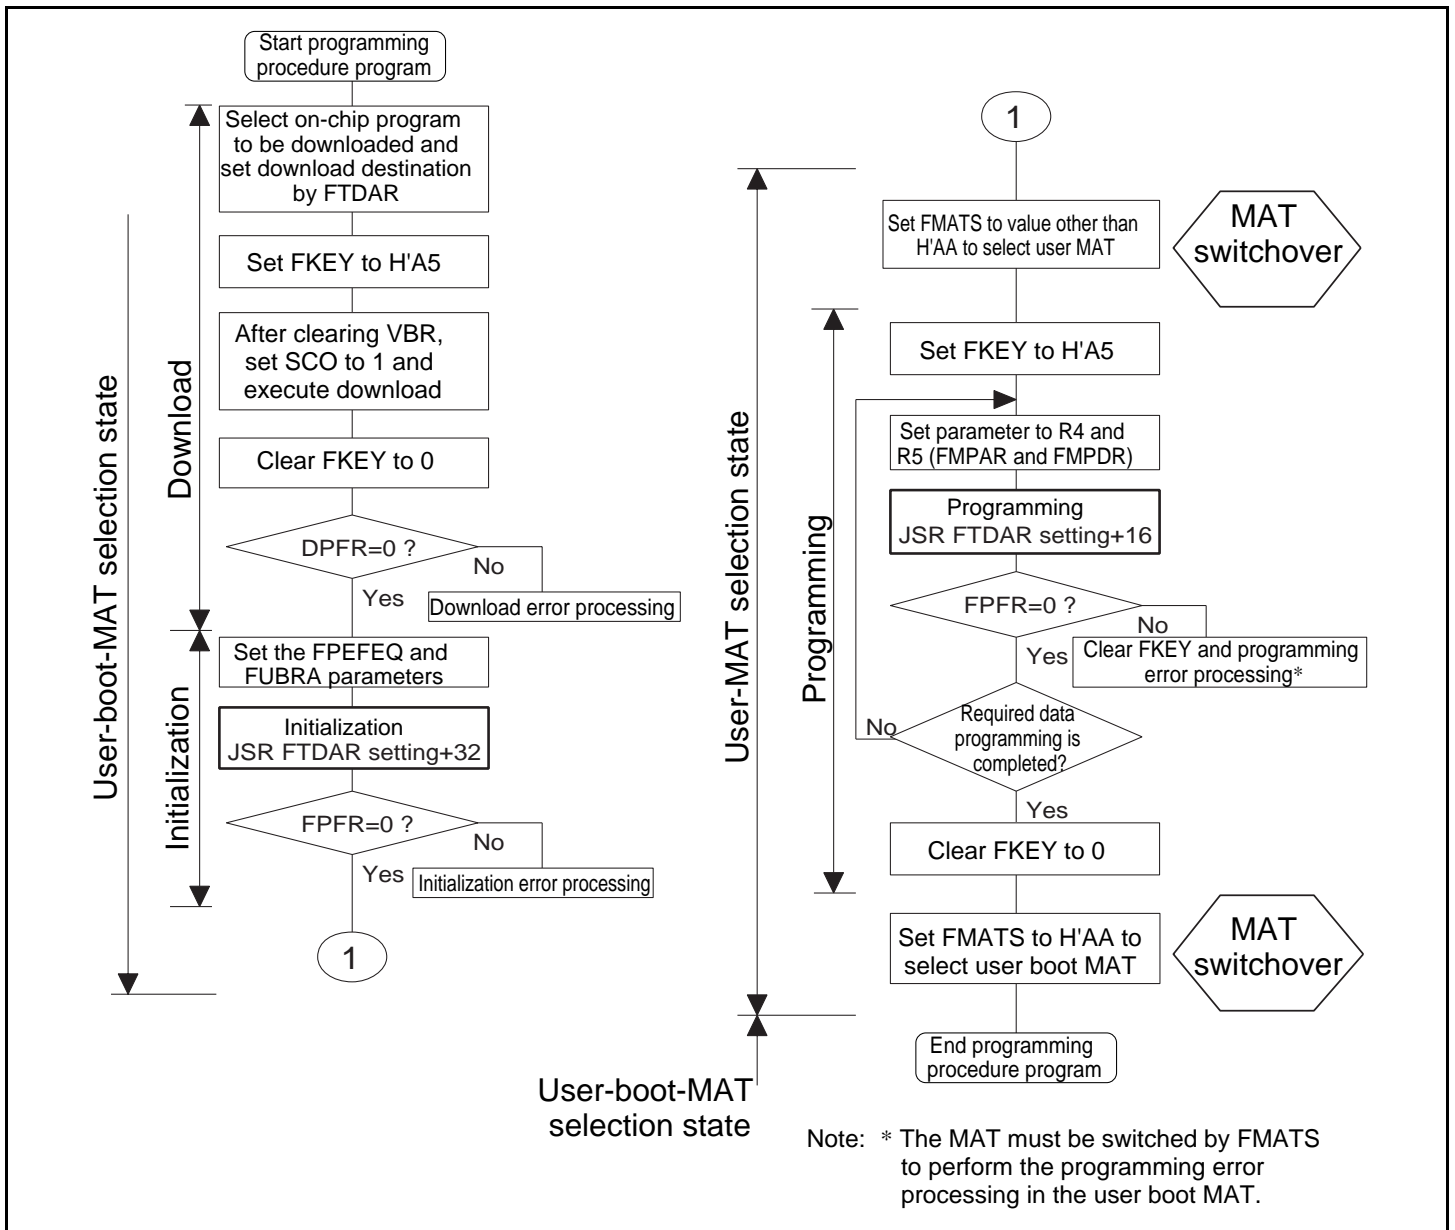 Start programming
procedure program
Select on-chip program
to be downloaded and
set download destination
by FTDAR
Set FKEY to H'A5
After clearing VBR,
set SCO to 1 and
execute download
Clear FKEY to 0
DPFR=0 ?
No
Yes
Download error processing
Set the FPEFEQ and
FUBRA parameters
Initialization
JSR FTDAR setting+32
FPFR=0 ?
No
Yes
Initialization error processing
1
User-boot-MAT selection state
Download
Initialization
1
Set FMATS to value other than
H'AA to select user MAT
MAT
switchover
Set FKEY to H'A5
Set parameter to R4 and
R5 (FMPAR and FMPDR)
Programming
JSR FTDAR setting+16
FPFR=0 ?
No
Yes
Clear FKEY and programming
error processing*
No
Required data
programming is
completed?
Yes
Clear FKEY to 0
Set FMATS to H'AA to
select user boot MAT
MAT
switchover
End programming
procedure program
User-MAT selection state
Programming
User-boot-MAT
selection state
Note: * The MAT must be switched by FMATS
to perform the programming error
processing in the user boot MAT.